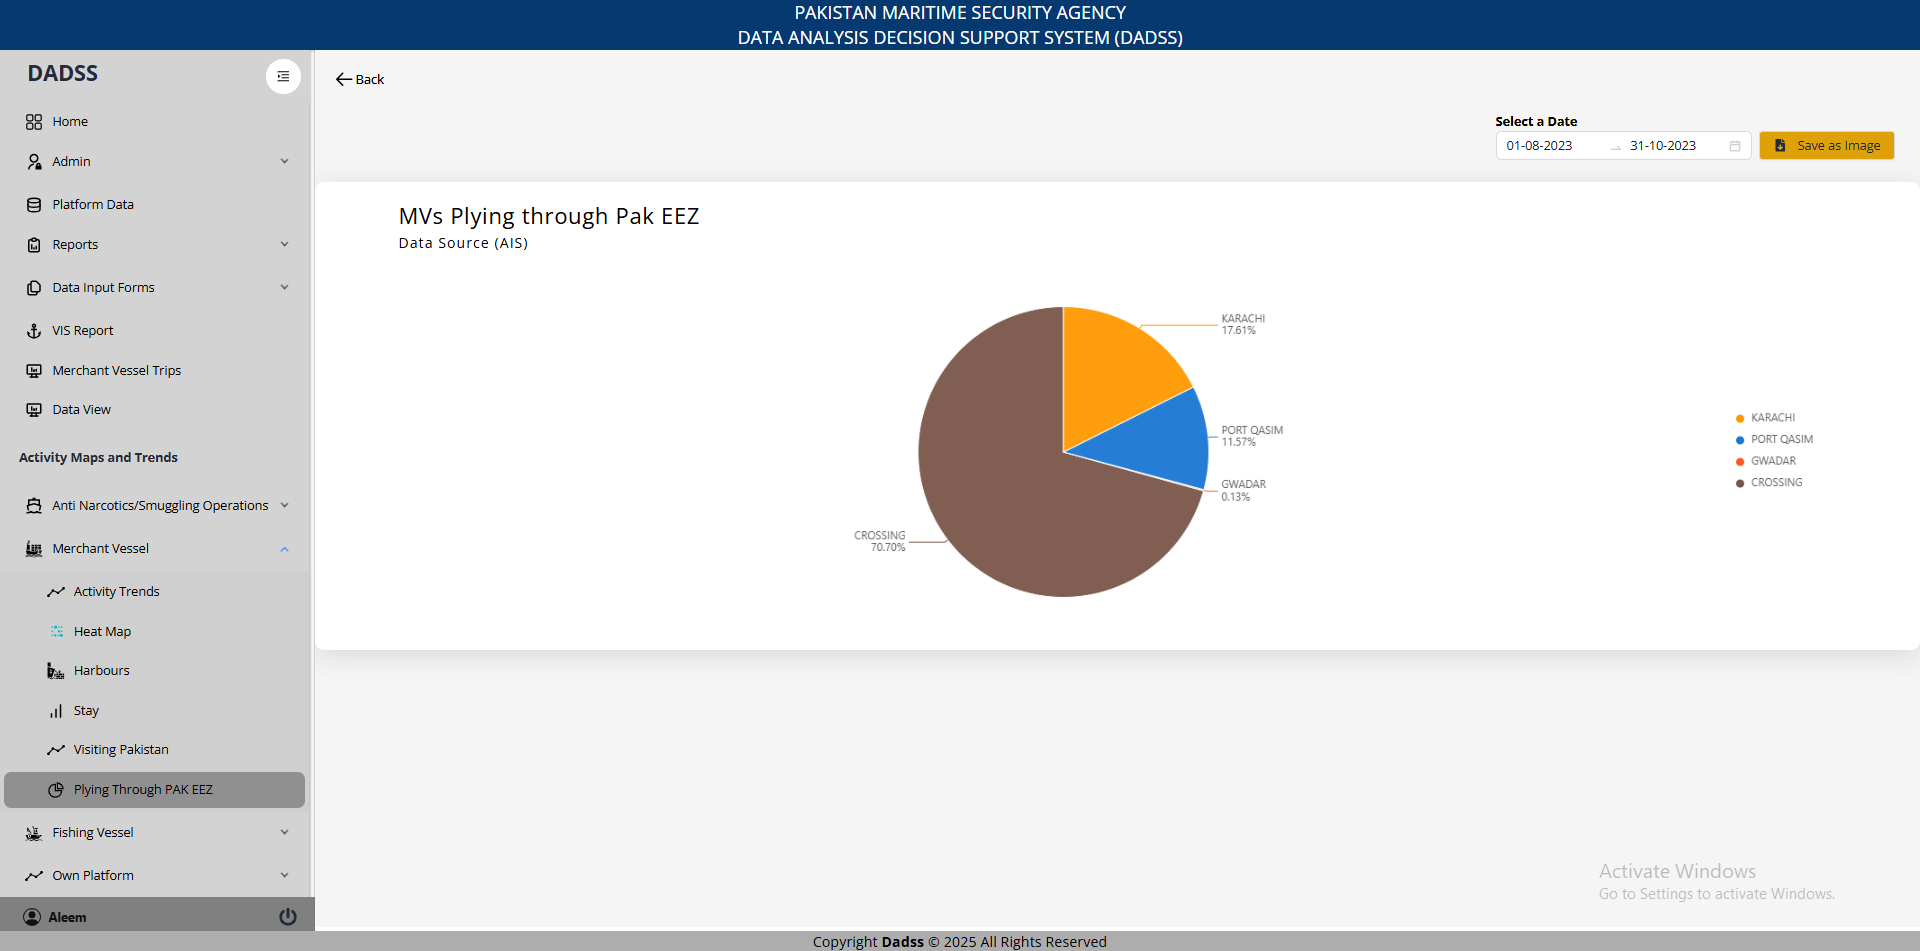 PAKISTAN MARITIME SECURITY AGENCY
DATA ANALYSIS DECISION SUPPORT SYSTEM (DADSS)
DADSS
Home
Admin
Platform Data
Reports
Data Input Forms
VIS Report
Merchant Vessel Trips
Data View
Activity Maps and Trends
Anti Narcotics/Smuggling Operations
Merchant Vessel
Activity Trends
Heat Map
Harbours
Stay
Visiting Pakistan
Plying Through PAK EEZ
Fishing Vessel
Own Platform
Aleem
Back
Select a Date
01-08-2023
31-10-2023
Save as Image
MVs Plying through Pak EEZ
Data Source (AIS)
KARACHI
17.61%
PORT QASIM
11.57%
GWADAR
0.13%
CROSSING
70.70%
KARACHI
PORT QASIM
GWADAR
CROSSING
Activate Windows
Go to Settings to activate Windows.
Copyright Dadss © 2025 All Rights Reserved